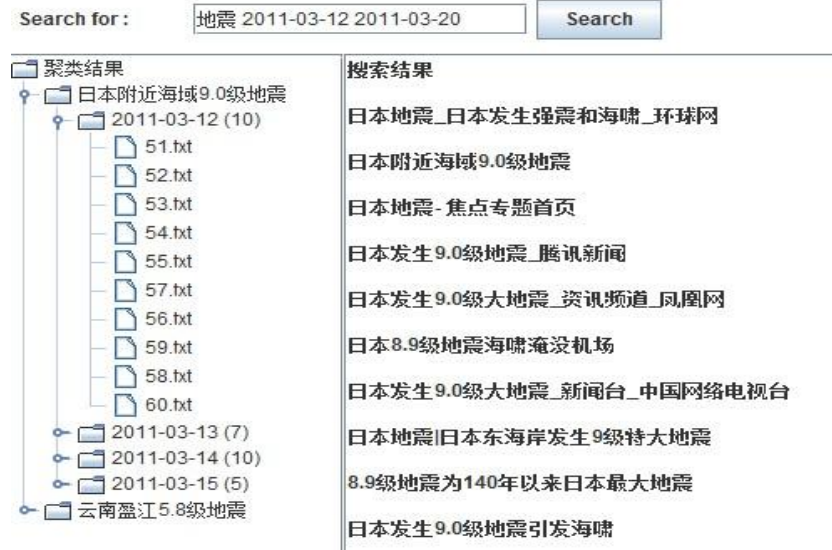 Search for :
地震 2011-03-12 2011-03-20
Search
聚类结果
日本附近海域9.0级地震
2011-03-12 (10)
51.txt
52.txt
53.txt
54.txt
55.txt
57.txt
56.txt
59.txt
58.txt
60.txt
2011-03-13 (7)
2011-03-14 (10)
2011-03-15 (5)
云南盈江5.8级地震
搜索结果
日本地震_日本发生强震和海啸_环球网
日本附近海域9.0级地震
日本地震-焦点专题首页
日本发生9.0级地震_腾讯新闻
日本发生9.0级大地震_资讯频道_凤凰网
日本8.9级地震海啸淹没机场
日本发生9.0级大地震_新闻台_中国网络电视台
日本地震|日本东海岸发生9级特大地震
8.9级地震为140年以来日本最大地震
日本发生9.0级地震引发海啸